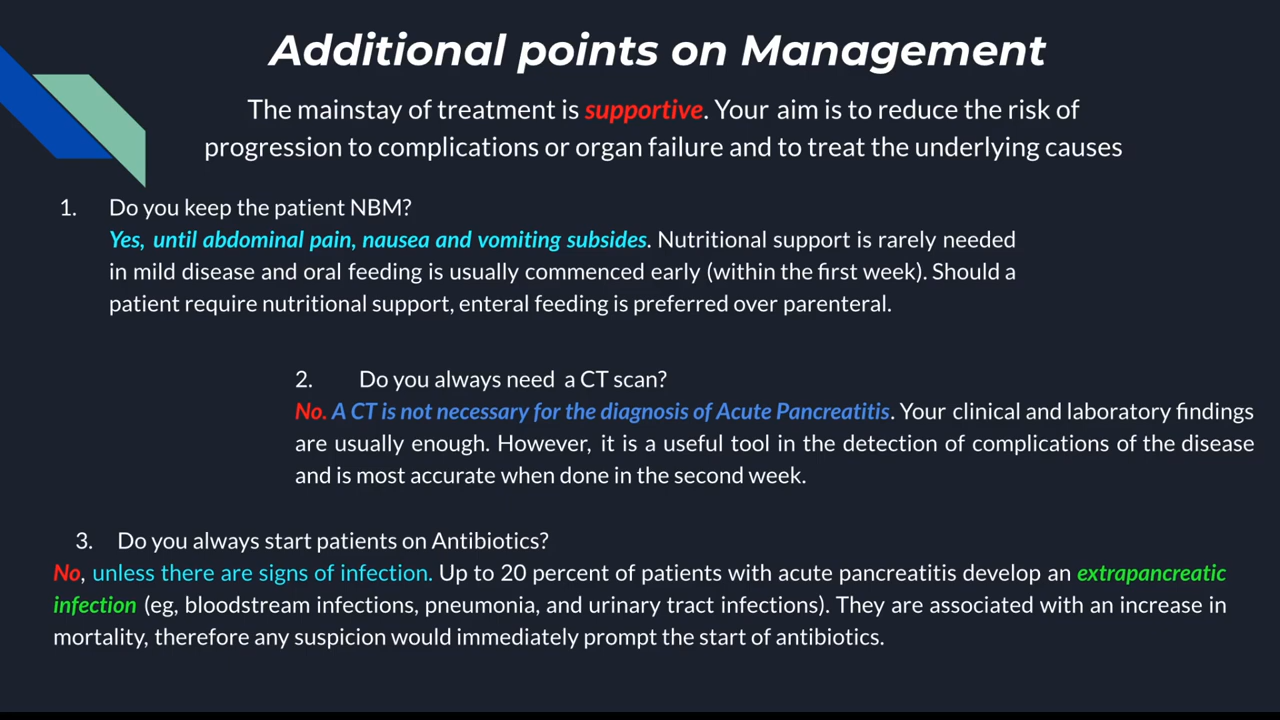 Additional points on Management
The mainstay of treatment is supportive. Your aim is to reduce the risk of
progression to complications or organ failure and to treat the underlying causes
1. Do you keep the patient NBM?
Yes, until abdominal pain, nausea and vomiting subsides. Nutritional support is rarely needed
in mild disease and oral feeding is usually commenced early (within the first week). Should a
patient require nutritional support, enteral feeding is preferred over parenteral.
2. Do you always need a CT scan?
No. A CT is not necessary for the diagnosis of Acute Pancreatitis. Your clinical and laboratory findings
are usually enough. However, it is a useful tool in the detection of complications of the disease
and is most accurate when done in the second week.
3. Do you always start patients on Antibiotics?
No, unless there are signs of infection. Up to 20 percent of patients with acute pancreatitis develop an extrapancreatic
infection (eg, bloodstream infections, pneumonia, and urinary tract infections). They are associated with an increase in
mortality, therefore any suspicion would immediately prompt the start of antibiotics.